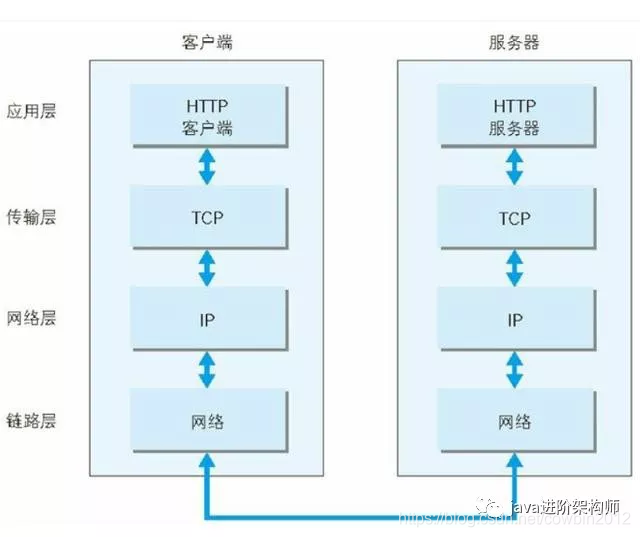 客户端 服务器
应用层 HTTP 客户端 HTTP 服务器
传输层 TCP TCP
网络层 IP IP
链路层 网络 网络
java进阶架构师
https://blog.csdn.net/cowbin2012